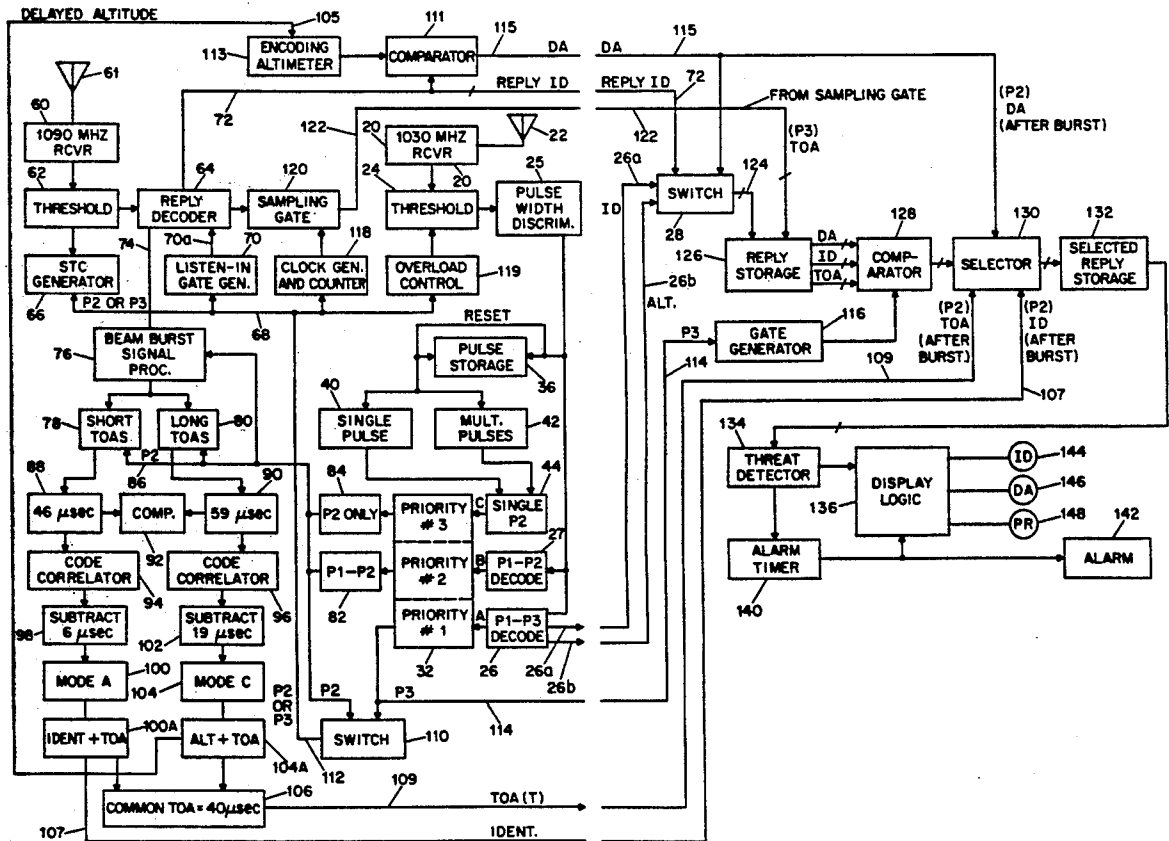 DELAYED ALTITUDE
105
111
113
ENCODING
ALTIMETER
COMPARATOR
115
DA
DA
115
61
REPLY ID
REPLY ID
72
72
FROM SAMPLING GATE
60
1090 MHZ
RCVR
122
20
1030 MHZ
RCVR
20
22
122
(P3)
TOA
(P2)
DA
(AFTER BURST)
62
THRESHOLD
64
REPLY
DECODER
120
SAMPLING
GATE
24
THRESHOLD
25
PULSE
WIDTH
DISCRIM.
26a
ID
SWITCH
28
124
74
70a
70
STC
GENERATOR
66
LISTEN-IN
GATE GEN.
118
CLOCK GEN.
AND COUNTER
OVERLOAD
CONTROL
119
26b
ALT.
126
REPLY
STORAGE
DA
ID
TOA
128
COMP-
ARATOR
130
SELECTOR
132
SELECTED
REPLY
STORAGE
P2 OR P3
68
RESET
76
BEAM BURST
SIGNAL
PROC.
PULSE
STORAGE
36
P3
GATE
GENERATOR
116
114
(P2)
TOA
(AFTER
BURST)
109
(P2)
ID
(AFTER
BURST)
107
40
SINGLE
PULSE
MULT.
PULSES
42
78
SHORT
TOAS
LONG
TOAS
80
P2
86
88
46 µsec
COMP.
92
90
59 µsec
84
P2 ONLY
PRIORITY
# 3
C
SINGLE
P2
44
134
THREAT
DETECTOR
136
DISPLAY
LOGIC
ID
144
DA
146
PR
148
P1-P2
82
PRIORITY
# 2
B
P1-P2
DECODE
27
CODE
CORRELATOR
94
CODE
CORRELATOR
96
ALARM
TIMER
140
ALARM
142
98
SUBTRACT
6 µsec
102
SUBTRACT
19 µsec
PRIORITY
# 1
32
A
P1-P3
DECODE
26
26a
26b
MODE A
100
104
MODE C
P2
OR
P3
P2
P3
114
IDENT+TOA
100A
ALT+TOA
104A
112
SWITCH
110
107
COMMON TOA = 40µsec
106
109
TOA(T)
IDENT.